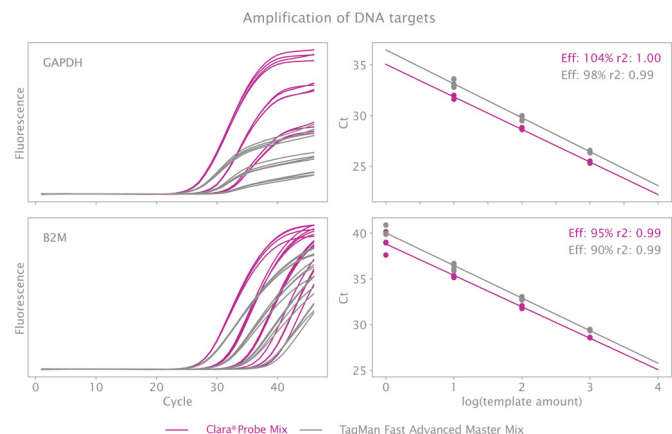 Amplification of DNA targets
GAPDH
Fluorescence
35
30
25
Ct
Eff: 104% r2: 1.00
Eff: 98% r2: 0.99
B2M
Fluorescence
0
10
20
30
40
Cycle
40
35
30
25
Ct
Eff: 95% r2: 0.99
Eff: 90% r2: 0.99
0
1
2
3
4
log(template amount)
Clara® Probe Mix
TaqMan Fast Advanced Master Mix